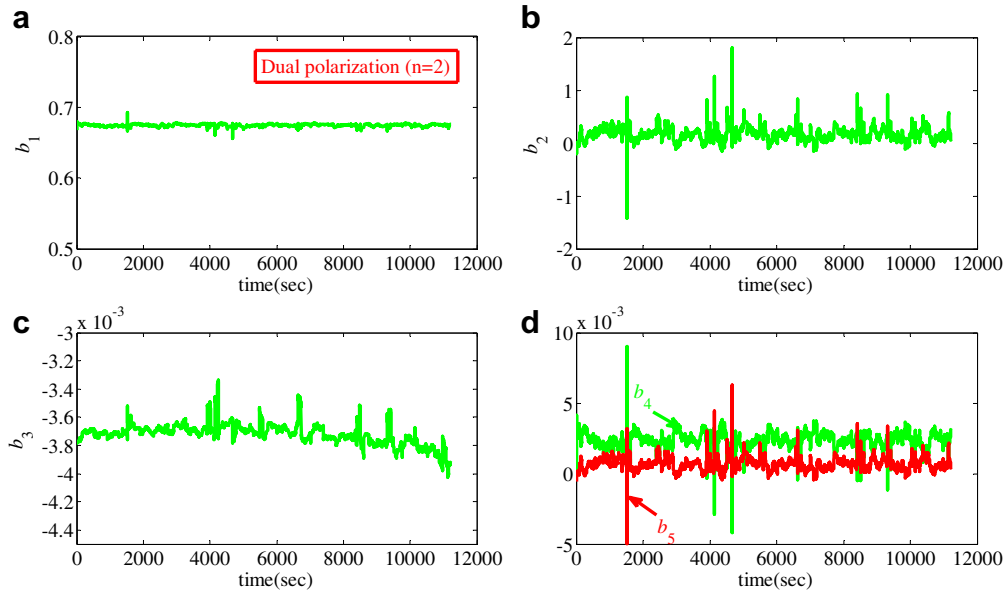 a
0.8
0.7
0.6
0.5
b₁
Dual polarization (n=2)
0 2000 4000 6000 8000 10000 12000
time(sec)
b
2
1
0
-1
-2
b₂
0 2000 4000 6000 8000 10000 12000
time(sec)
c
x 10⁻³
-3
-3.2
-3.4
-3.6
-3.8
-4
-4.2
-4.4
b₃
0 2000 4000 6000 8000 10000 12000
time(sec)
d
x 10⁻³
10
5
0
-5
b₄
b₅
0 2000 4000 6000 8000 10000 12000
time(sec)